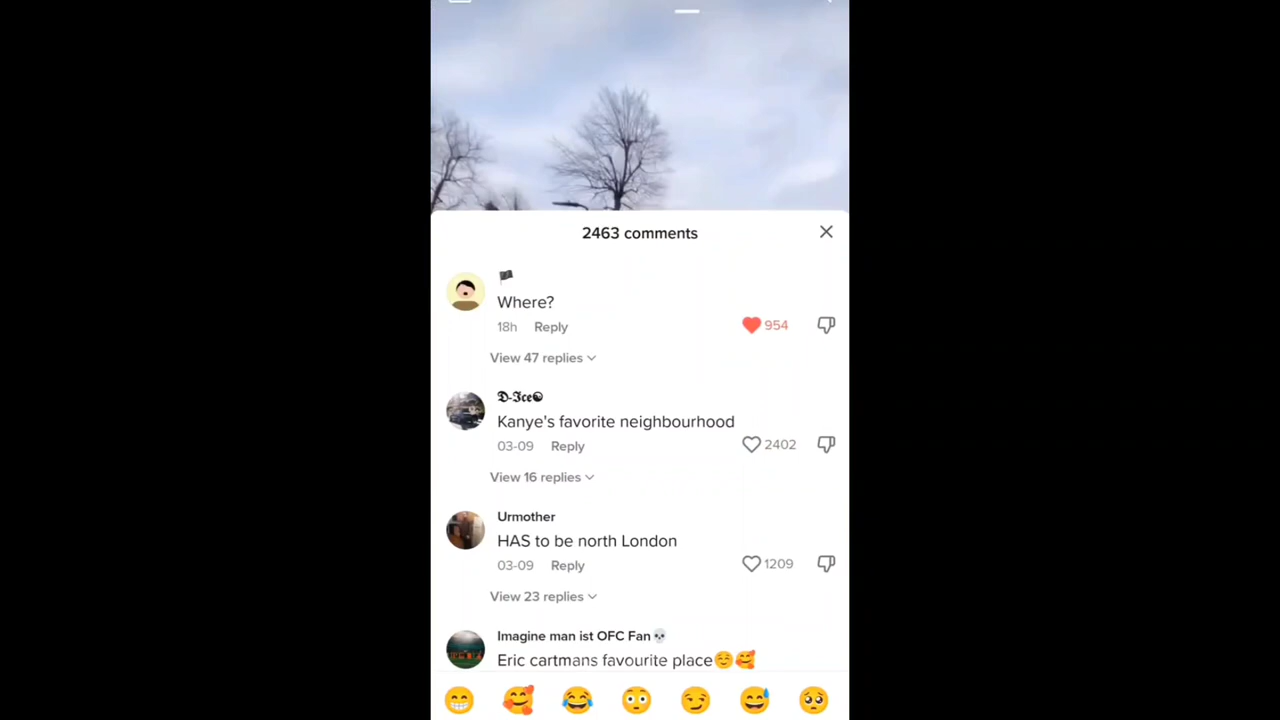 2463 comments
🏴
Where?
18h Reply
954
View 47 replies
𝕯-𝕴𝖈𝖊☯
Kanye's favorite neighbourhood
03-09 Reply
2402
View 16 replies
Urmother
HAS to be north London
03-09 Reply
1209
View 23 replies
Imagine man ist OFC Fan💀
Eric cartmans favourite place☺️🥰
😁🥰😂😳😏😅🥺